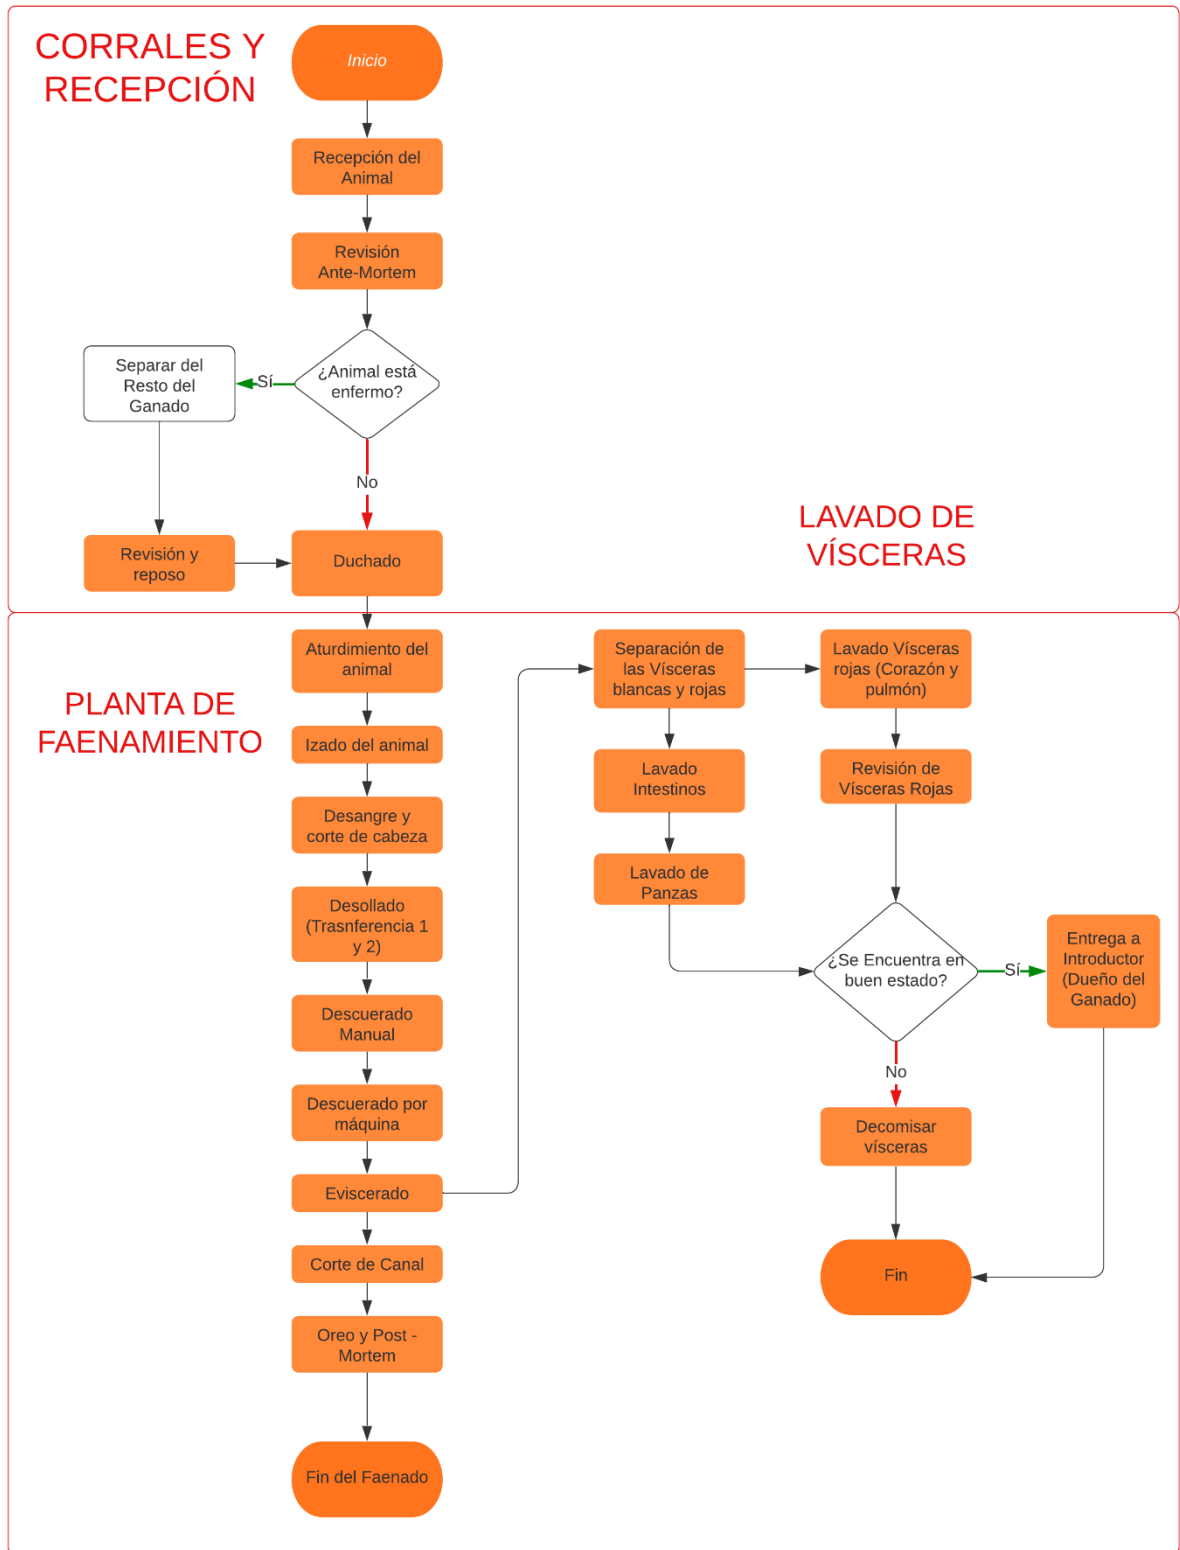 CORRALES Y
RECEPCIÓN
Inicio
Recepción del
Animal
Revisión
Ante-Mortem
¿Animal está
enfermo?
Sí
Separar del
Resto del
Ganado
No
Revisión y
reposo
Duchado
LAVADO DE
VÍSCERAS
PLANTA DE
FAENAMIENTO
Aturdimiento del
animal
Izado del animal
Desangre y
corte de cabeza
Desollado
(Trasnferencia 1
y 2)
Descuerado
Manual
Descuerado por
máquina
Eviscerado
Corte de Canal
Oreo y Post -
Mortem
Fin del Faenado
Separación de
las Vísceras
blancas y rojas
Lavado
Intestinos
Lavado de
Panzas
Lavado Vísceras
rojas (Corazón y
pulmón)
Revisión de
Vísceras Rojas
¿Se Encuentra en
buen estado?
Sí
Entrega a
Introductor
(Dueño del
Ganado)
No
Decomisar
vísceras
Fin